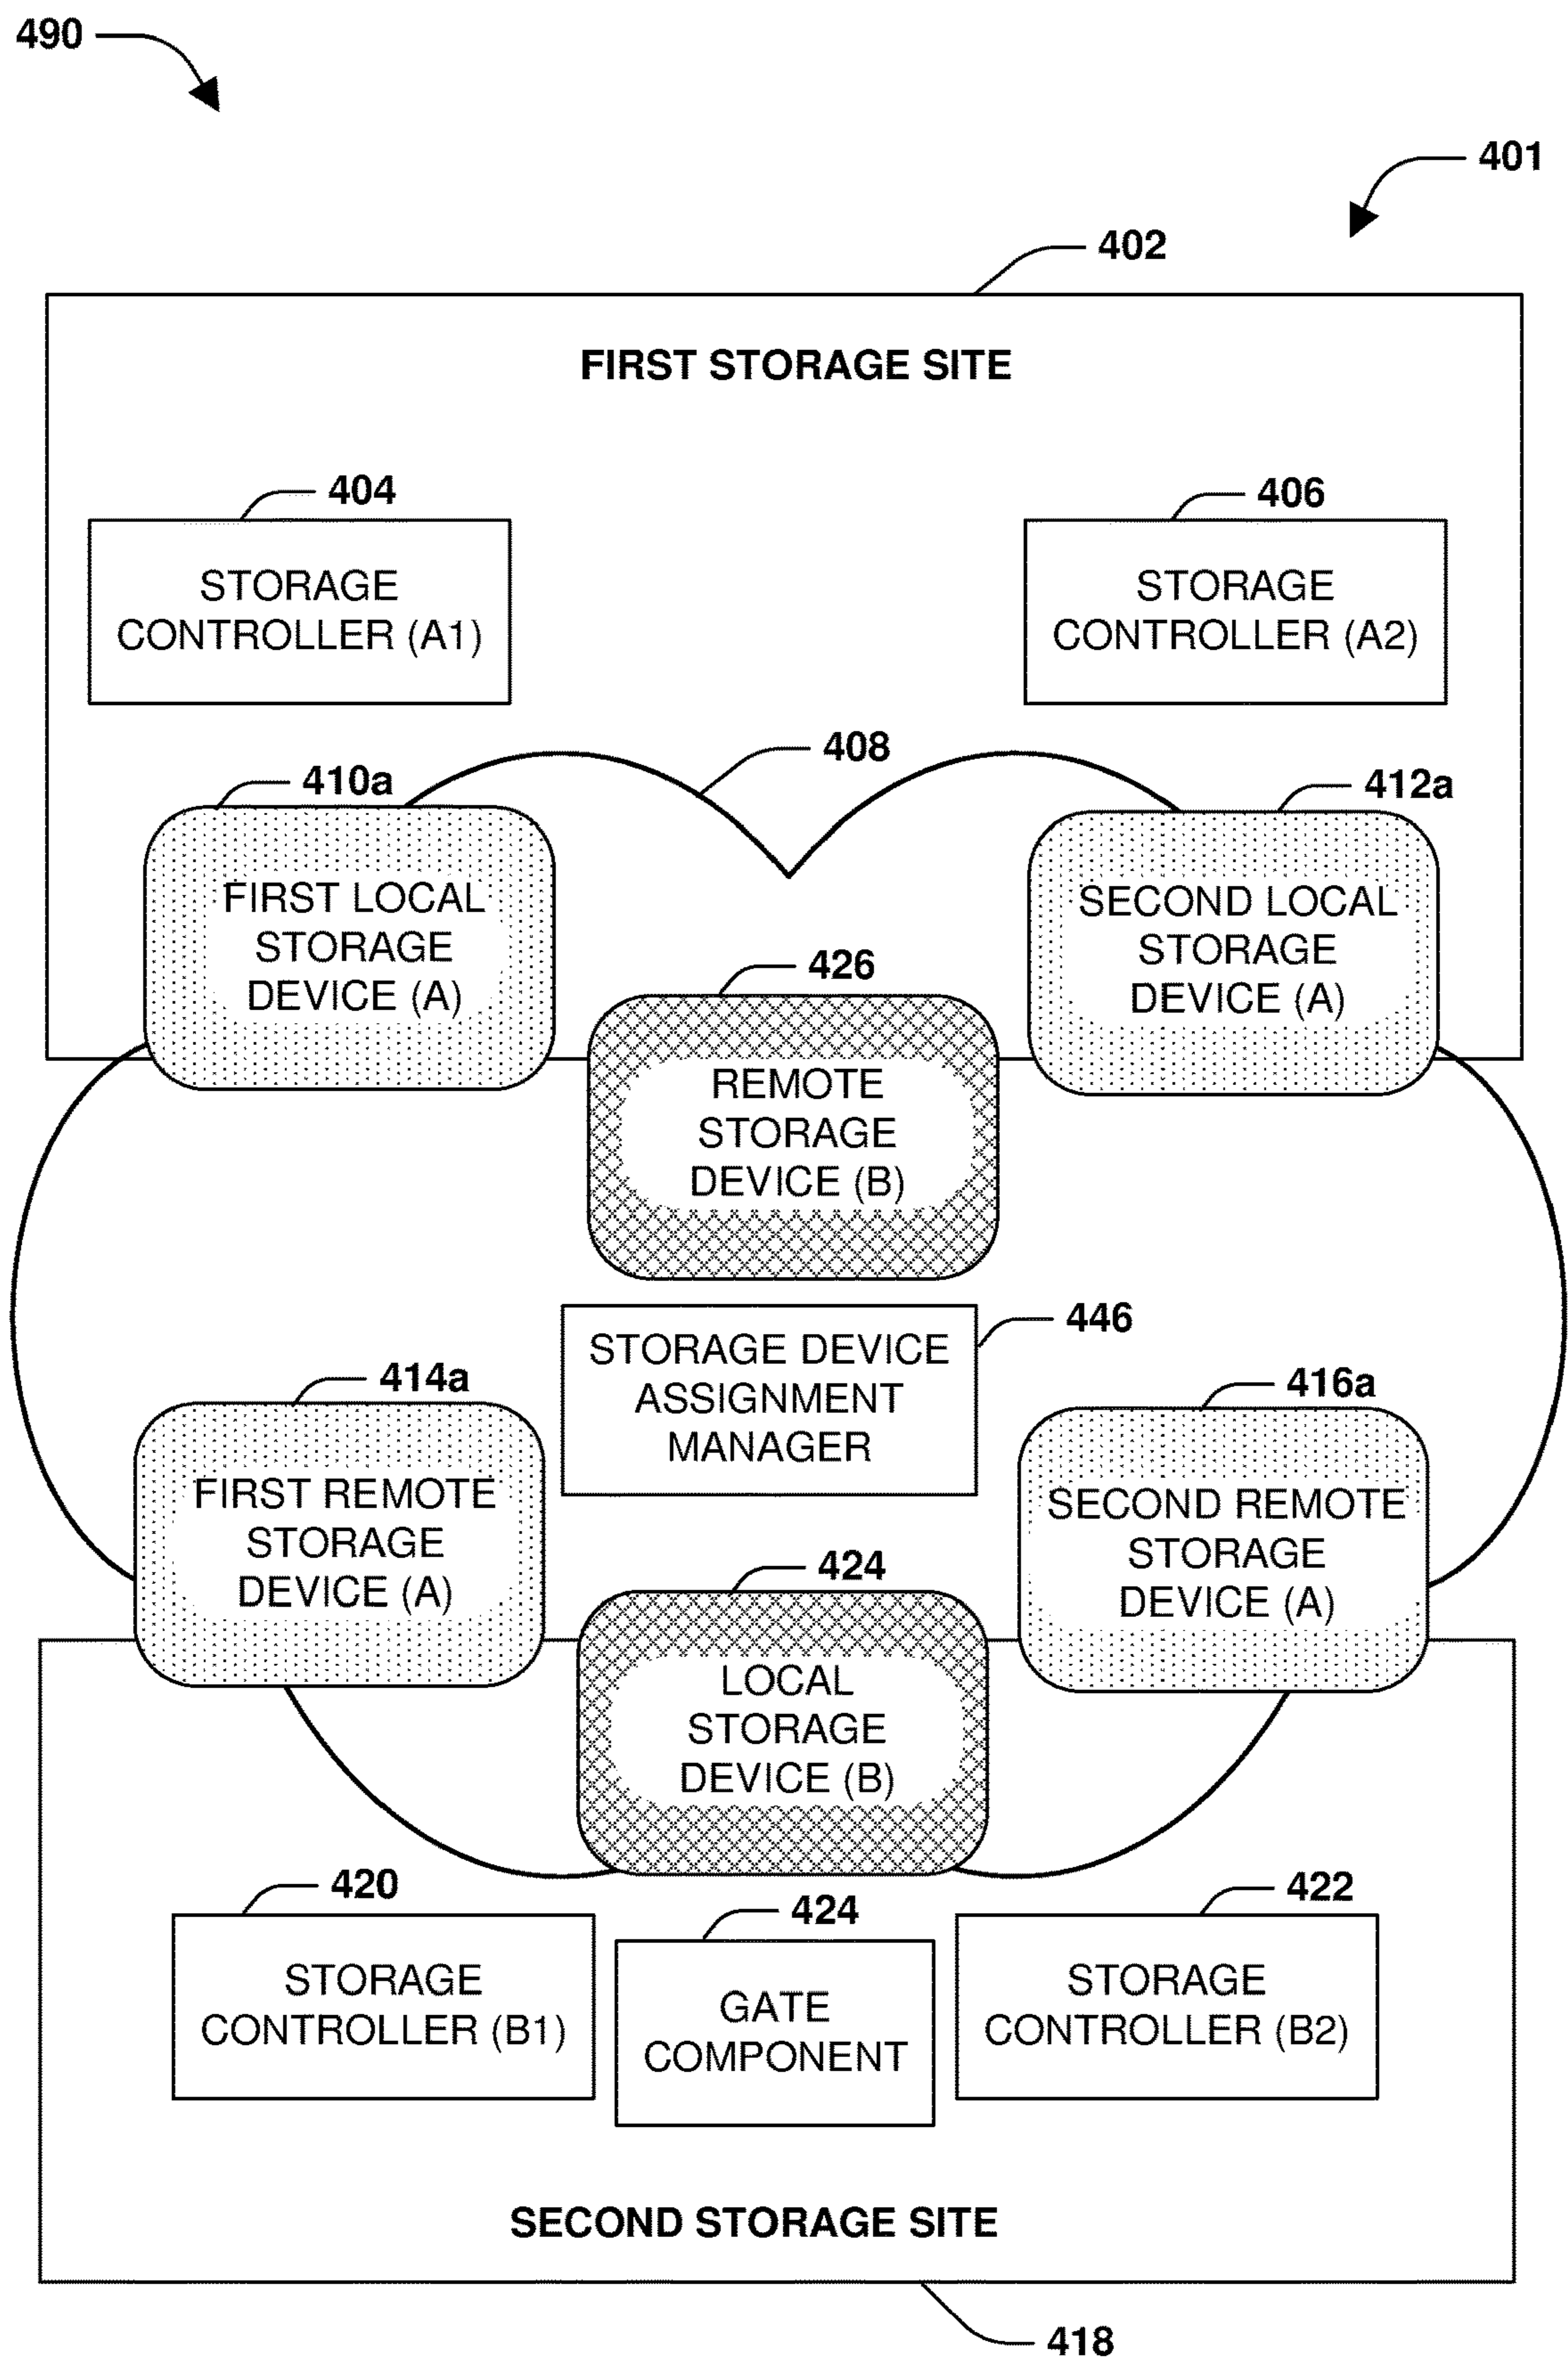 490
401
402
FIRST STORAGE SITE
404
406
STORAGE
CONTROLLER (A1)
STORAGE
CONTROLLER (A2)
408
410a
412a
FIRST LOCAL
STORAGE
DEVICE (A)
SECOND LOCAL
STORAGE
DEVICE (A)
426
REMOTE
STORAGE
DEVICE (B)
446
STORAGE DEVICE
ASSIGNMENT
MANAGER
414a
416a
FIRST REMOTE
STORAGE
DEVICE (A)
SECOND REMOTE
STORAGE
DEVICE (A)
424
LOCAL
STORAGE
DEVICE (B)
420
424
422
STORAGE
CONTROLLER (B1)
GATE
COMPONENT
STORAGE
CONTROLLER (B2)
SECOND STORAGE SITE
418